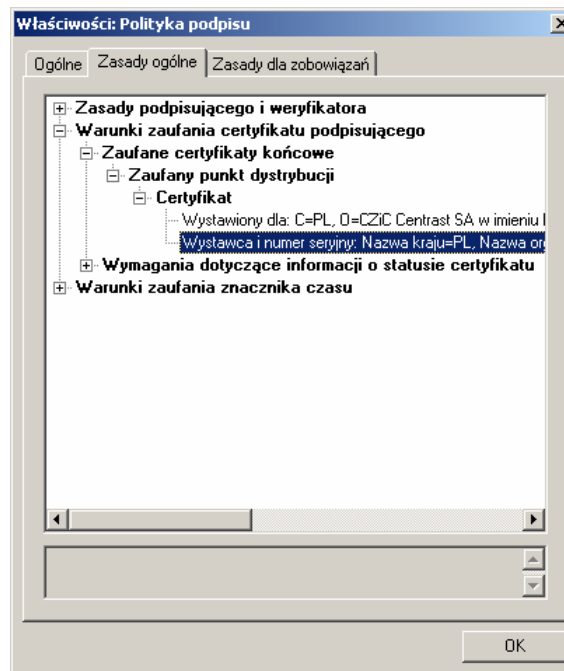 Właściwości: Polityka podpisu
Ogólne Zasady ogólne Zasady dla zobowiązań
Zasady podpisującego i weryfikatora
Warunki zaufania certyfikatu podpisującego
Zaufane certyfikaty końcowe
Zaufany punkt dystrybucji
Certyfikat
Wystawiony dla: C=PL, O=CZiC Centrast SA w imieniu
Wystawca i numer seryjny: Nazwa kraju=PL, Nazwa
Wymagania dotyczące informacji o statusie certyfikatu
Warunki zaufania znacznika czasu
OK